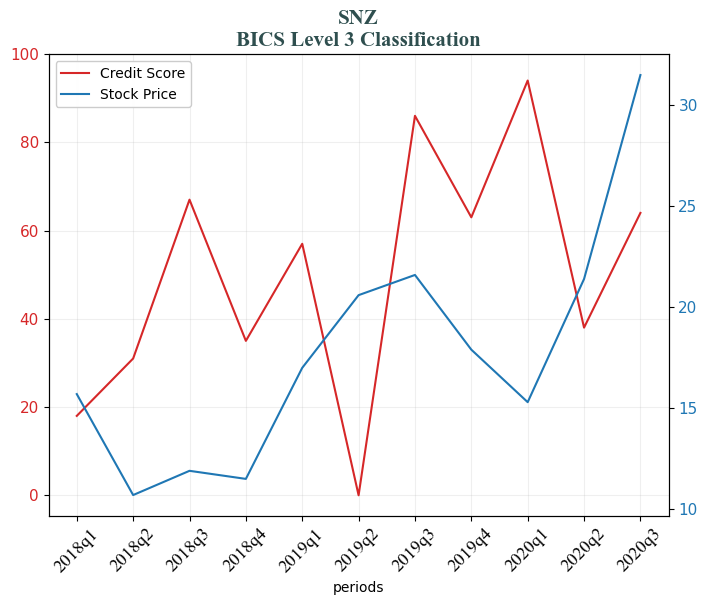 SNZ
BICS Level 3 Classification
Credit Score
Stock Price
100
80
60
40
20
0
30
25
20
15
10
2018q1
2018q2
2018q3
2018q4
2019q1
2019q2
2019q3
2019q4
2020q1
2020q2
2020q3
periods